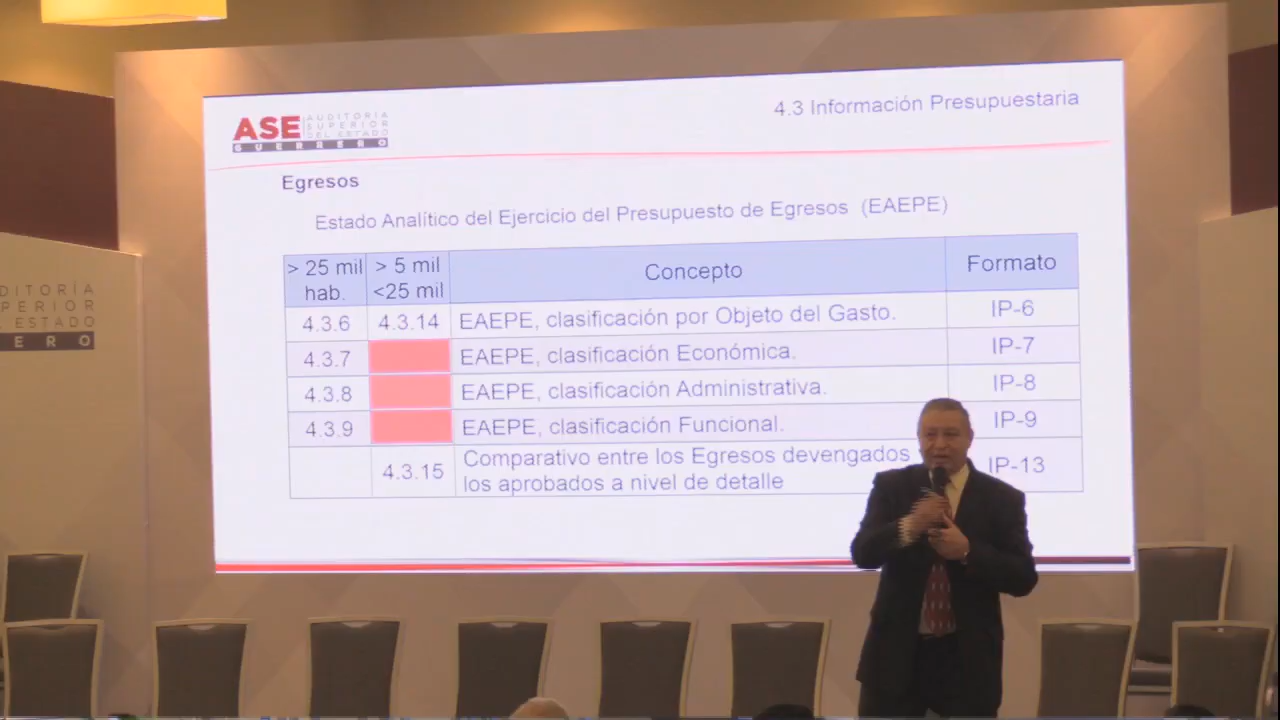 4.3 Información Presupuestaria
ASE AUDITORÍA
SUPERIOR
DEL ESTADO
GUERRERO
Egresos
Estado Analítico del Ejercicio del Presupuesto de Egresos (EAEPE)
> 25 mil hab. > 5 mil <25 mil Concepto Formato
4.3.6 4.3.14 EAEPE, clasificación por Objeto del Gasto. IP-6
4.3.7 EAEPE, clasificación Económica. IP-7
4.3.8 EAEPE, clasificación Administrativa. IP-8
4.3.9 EAEPE, clasificación Funcional. IP-9
4.3.15 Comparativo entre los Egresos devengados
los aprobados a nivel de detalle IP-13
DITORÍA
PERIOR
L ESTADO
ERO